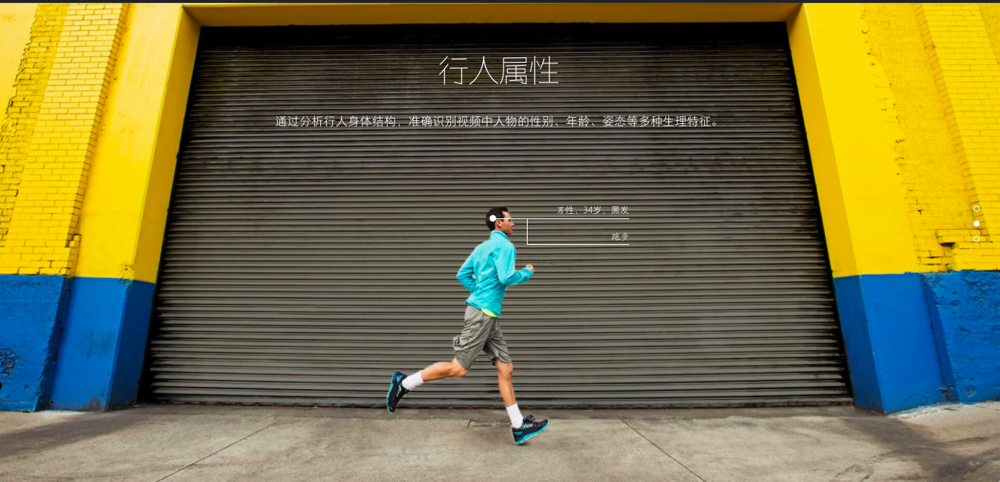 行人属性
通过分析行人身体结构，准确识别视频中人物的性别、年龄、姿态等多种生理特征。
男性，34岁，黑发
跑步